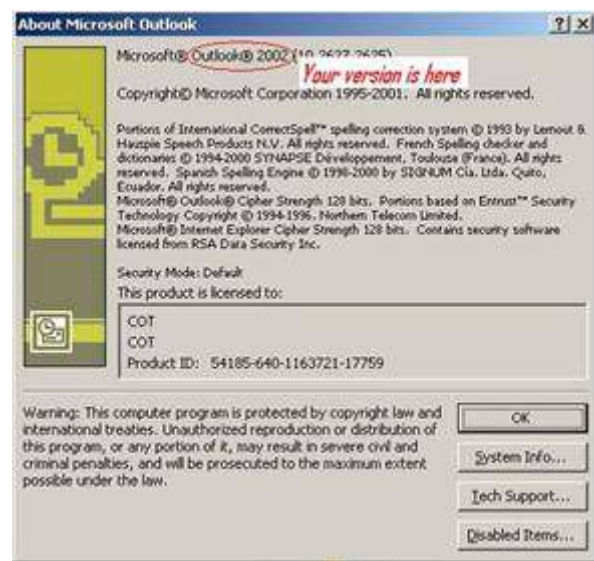 About Microsoft Outlook
Microsoft® Outlook® 2002 (10.2627.2625)
Your version is here
Copyright© Microsoft Corporation 1995-2001. All rights reserved.
Portions of International CorrectSpell™ spelling correction system © 1993 by Lernout &
Hauspie Speech Products N.V. All rights reserved. French Spelling checker and
dictionaries © 1994-2000 SYNAPSE Développement, Toulouse (France). All rights
reserved. Spanish Spelling Engine © 1998-2000 by SIGNUM Cía. Ltda. Quito,
Ecuador. All rights reserved.
Microsoft® Outlook® Cipher Strength 128 bits. Portions based on Entrust™ Security
Technology Copyright © 1994-1996. Northern Telecom Limited.
Microsoft® Internet Explorer Cipher Strength 128 bits. Contains security software
licensed from RSA Data Security Inc.
Security Mode: Default
This product is licensed to:
COT
COT
Product ID: 54185-640-1163721-17759
Warning: This computer program is protected by copyright law and
international treaties. Unauthorized reproduction or distribution of
this program, or any portion of it, may result in severe civil and
criminal penalties, and will be prosecuted to the maximum extent
possible under the law.
OK
System Info...
Tech Support...
Disabled Items...